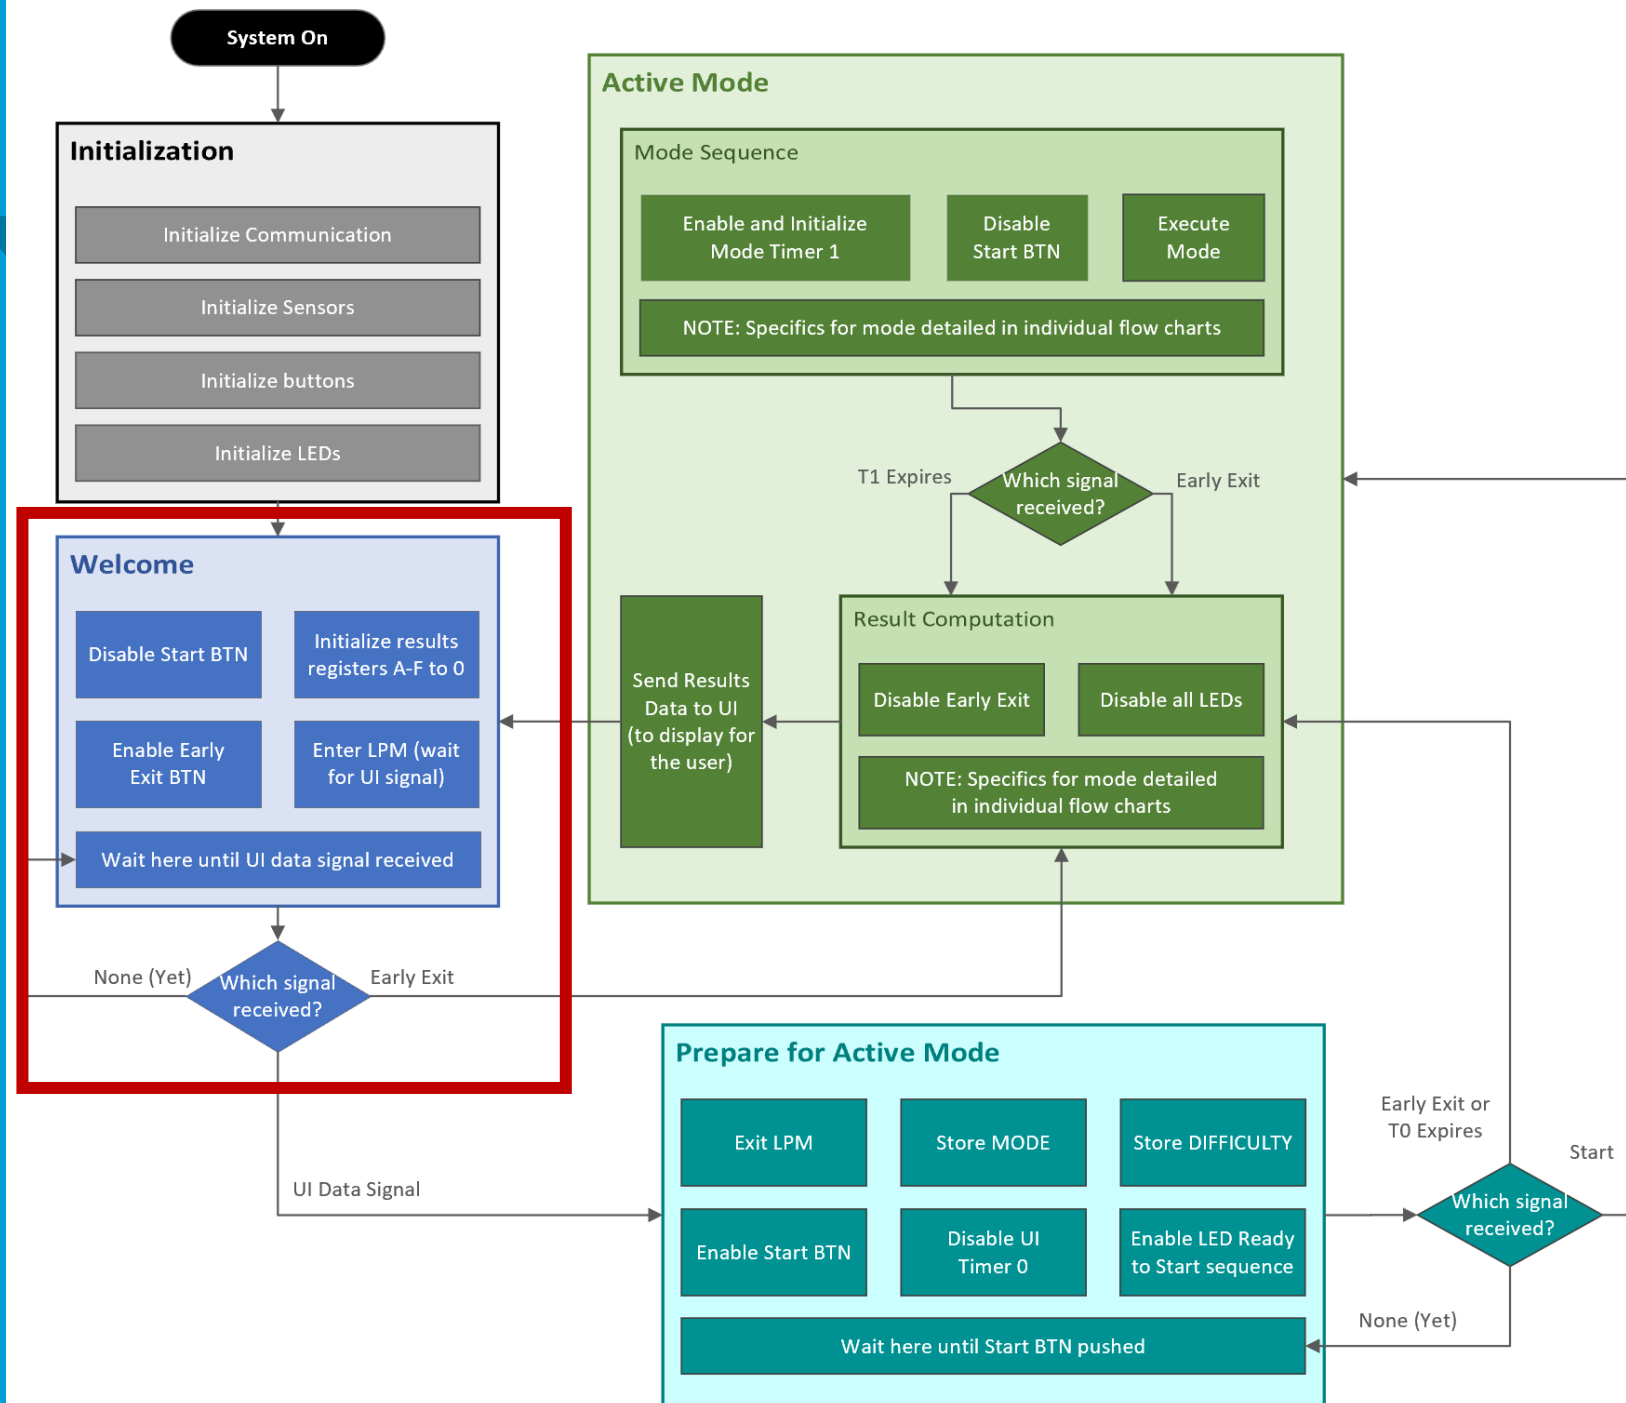 System On
Initialization
Initialize Communication
Initialize Sensors
Initialize buttons
Initialize LEDs
Welcome
Disable Start BTN
Initialize results
registers A-F to 0
Enable Early
Exit BTN
Enter LPM (wait
for UI signal)
Wait here until UI data signal received
None (Yet)
Which signal
received?
Early Exit
UI Data Signal
Active Mode
Mode Sequence
Enable and Initialize
Mode Timer 1
Disable
Start BTN
Execute
Mode
NOTE: Specifics for mode detailed in individual flow charts
T1 Expires
Which signal
received?
Early Exit
Result Computation
Disable Early Exit
Disable all LEDs
NOTE: Specifics for mode detailed
in individual flow charts
Send Results
Data to UI
(to display for
the user)
Prepare for Active Mode
Exit LPM
Store MODE
Store DIFFICULTY
Enable Start BTN
Disable UI
Timer 0
Enable LED Ready
to Start sequence
Wait here until Start BTN pushed
Early Exit or
T0 Expires
Start
Which signal
received?
None (Yet)